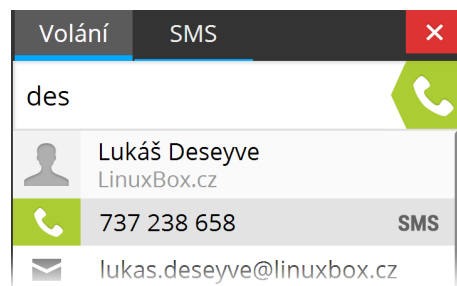 Volání SMS
des
Lukáš Deseyve
LinuxBox.cz
737 238 658 SMS
lukas.deseyve@linuxbox.cz